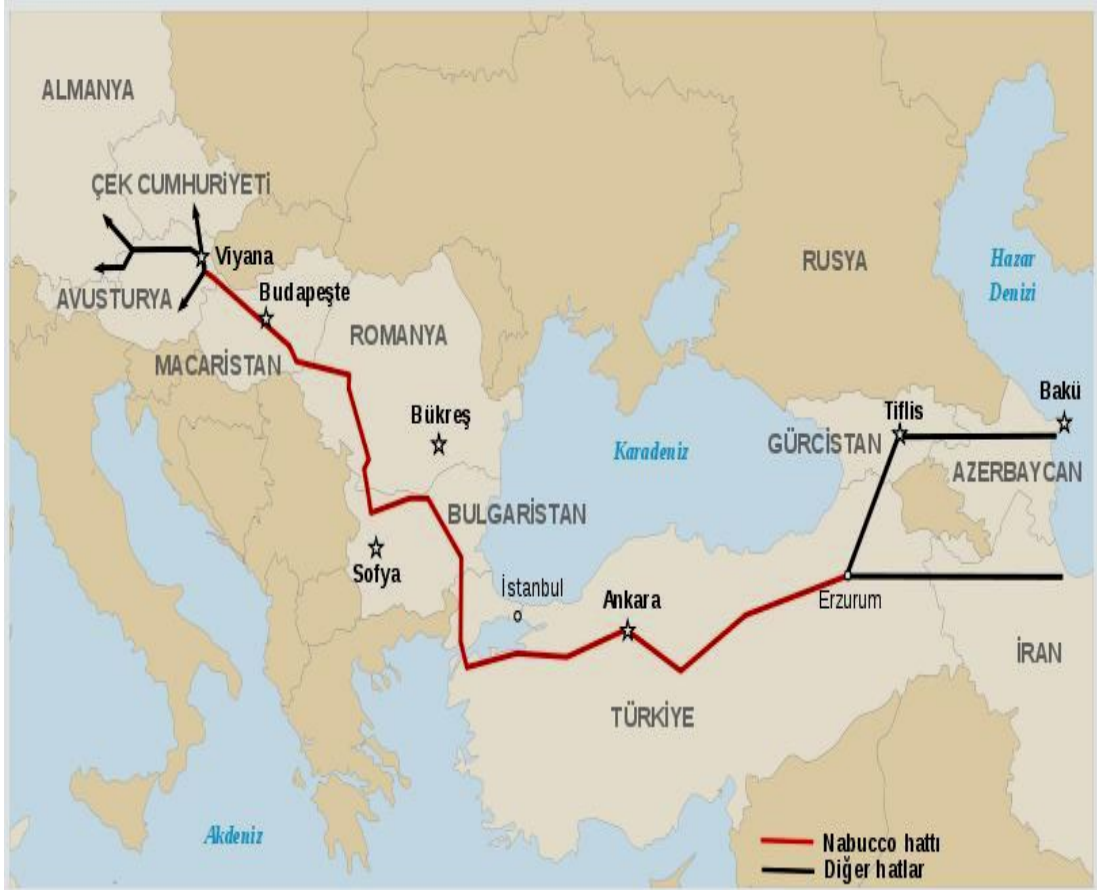 ALMANYA
ÇEK CUMHURİYETİ
Viyana
AVUSTURYA
Budapeşte
MACARİSTAN
ROMANYA
Bükreş
RUSYA
Hazar
Denizi
Bakü
Tiflis
GÜRCİSTAN
AZERBAYCAN
Karadeniz
BULGARİSTAN
Sofya
İstanbul
Ankara
Erzurum
İRAN
TÜRKİYE
Akdeniz
Nabucco hattı
Diğer hatlar